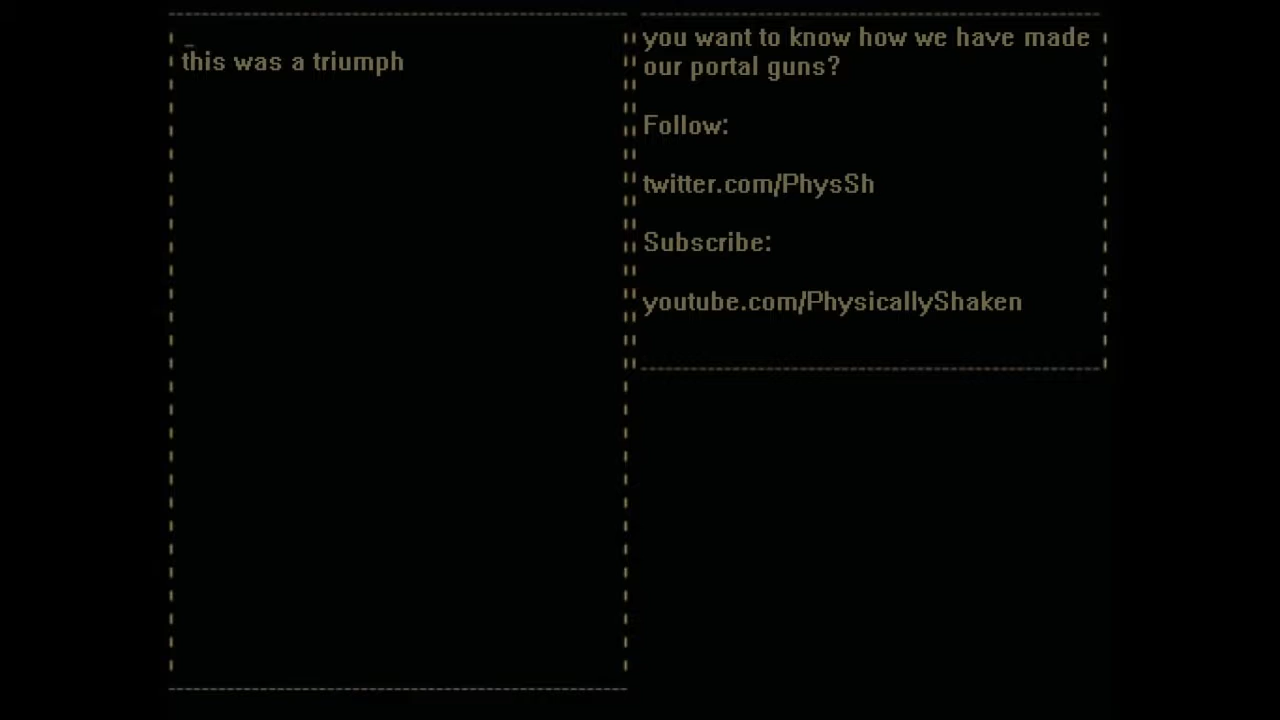 this was a triumph
you want to know how we have made
our portal guns?
Follow:
twitter.com/PhysSh
Subscribe:
youtube.com/PhysicallyShaken